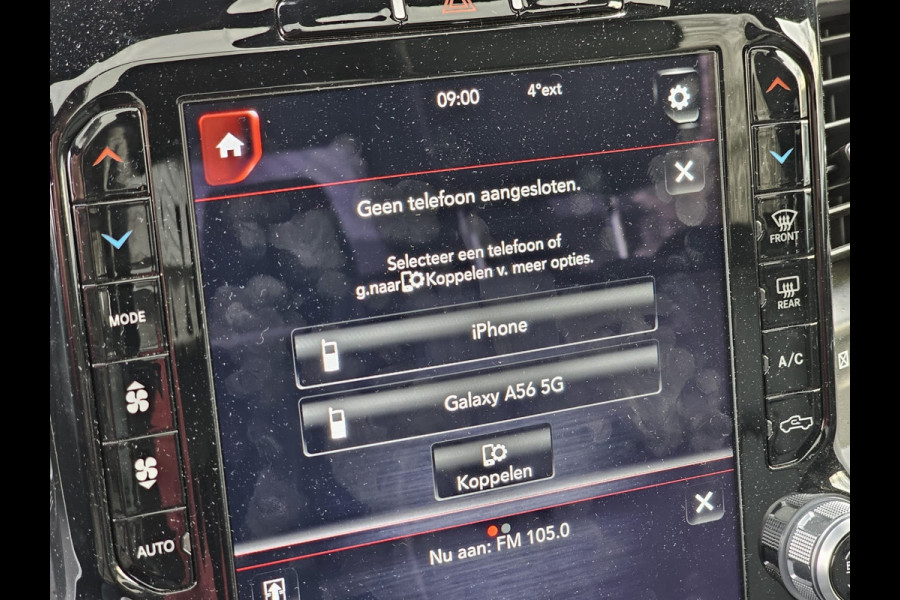 09:00 4°ext
Geen telefoon aangesloten.
Selecteer een telefoon of
g.naar Koppelen v. meer opties.
iPhone
Galaxy A56 5G
Koppelen
Nu aan: FM 105.0
MODE
AUTO
FRONT
REAR
A/C